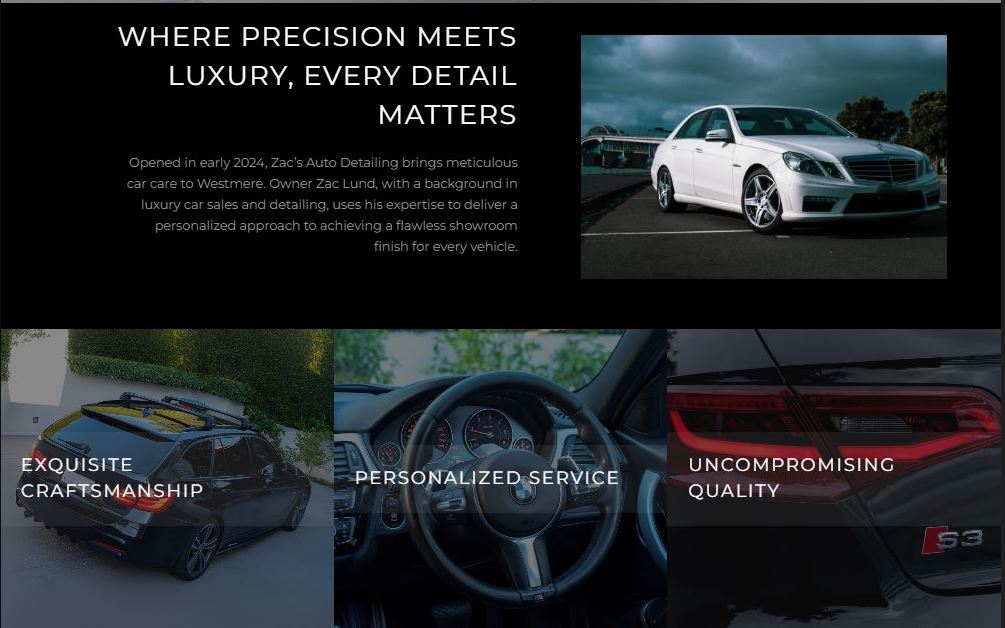 WHERE PRECISION MEETS
LUXURY, EVERY DETAIL
MATTERS
Opened in early 2024, Zac's Auto Detailing brings meticulous
car care to Westmere. Owner Zac Lund, with a background in
luxury car sales and detailing, uses his expertise to deliver a
personalized approach to achieving a flawless showroom
finish for every vehicle.
EXQUISITE
CRAFTSMANSHIP
PERSONALIZED SERVICE
UNCOMPROMISING
QUALITY
S3